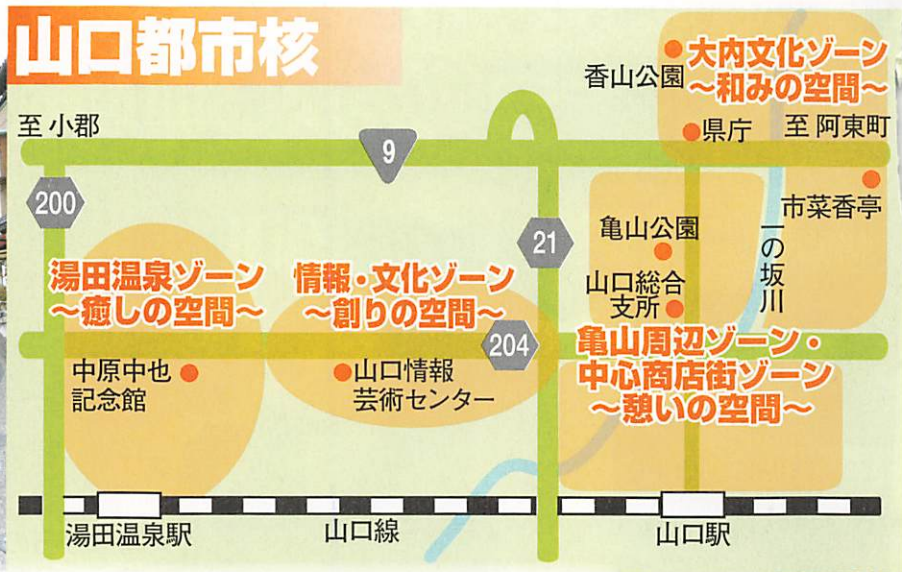 山口都市核
大内文化ゾーン
～和みの空間～
香山公園
至 小郡
県庁
至 阿東町
9
200
21
市菜香亭
一の坂川
亀山公園
山口総合
支所
湯田温泉ゾーン
～癒しの空間～
情報・文化ゾーン
～創りの空間～
204
亀山周辺ゾーン・
中心商店街ゾーン
～憩いの空間～
中原中也
記念館
山口情報
芸術センター
湯田温泉駅
山口線
山口駅